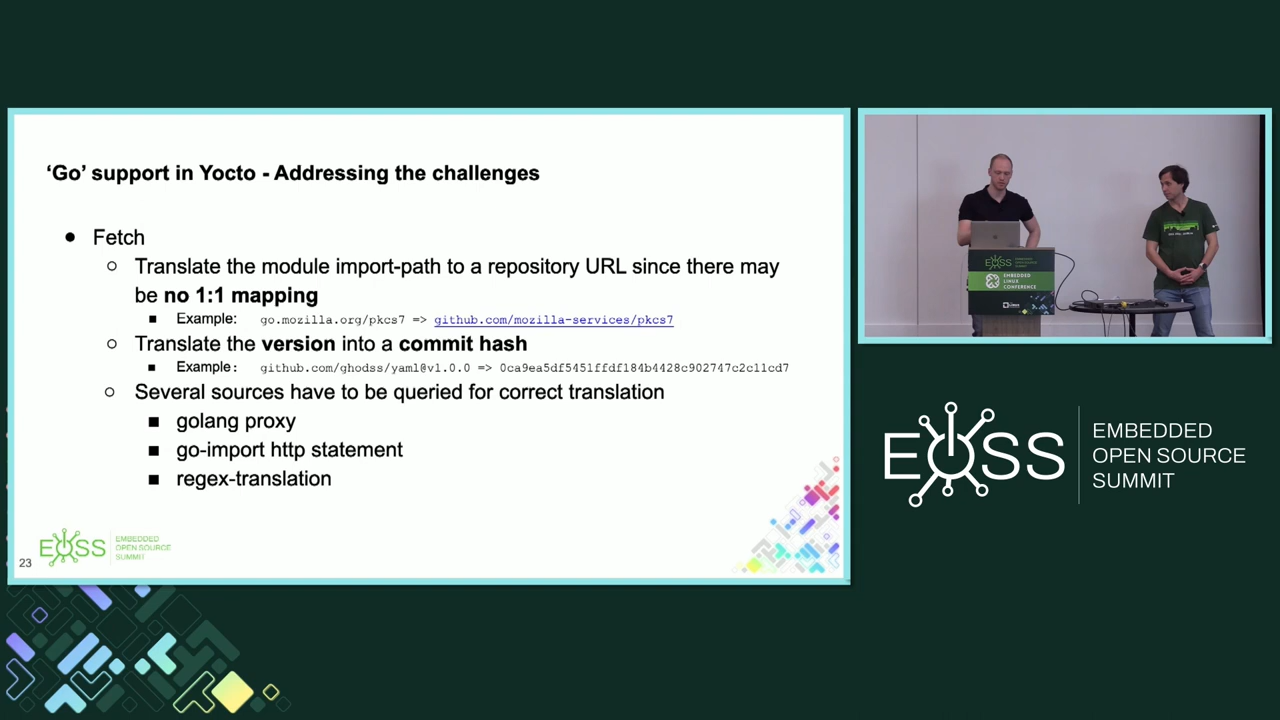 ‘Go’ support in Yocto - Addressing the challenges
● Fetch
○ Translate the module import-path to a repository URL since there may
be no 1:1 mapping
■ Example: go.mozilla.org/pkcs7 => github.com/mozilla-services/pkcs7
○ Translate the version into a commit hash
■ Example: github.com/ghodss/yaml@v1.0.0 => 0ca9ea5df5451ffdf184b4428c902747c2c11cd7
○ Several sources have to be queried for correct translation
■ golang proxy
■ go-import http statement
■ regex-translation
EOSS
EMBEDDED
OPEN SOURCE
SUMMIT
23
EOSS
EMBEDDED
LINUX
CONFERENCE
EOSS
EMBEDDED
OPEN SOURCE
SUMMIT